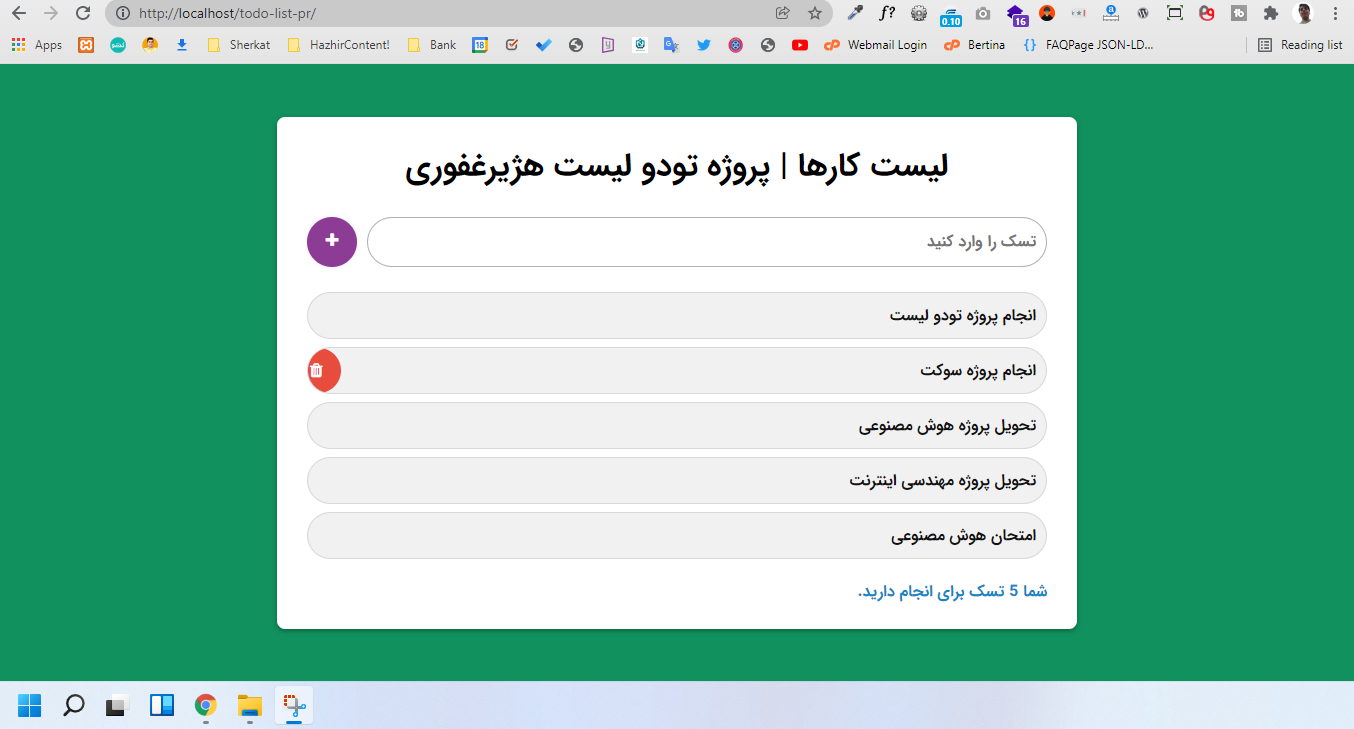 http://localhost/todo-list-pr/
f?
0.10
16
Apps
Sherkat
HazhirContent!
Bank
18
Webmail Login
Bertina
{} FAQPage JSON-LD...
Reading list
لیست کارها | پروژه تودو لیست هژیرغفوری
تسک را وارد کنید
+
انجام پروژه تودو لیست
انجام پروژه سوکت
تحویل پروژه هوش مصنوعی
تحویل پروژه مهندسی اینترنت
امتحان هوش مصنوعی
شما 5 تسک برای انجام دارید.